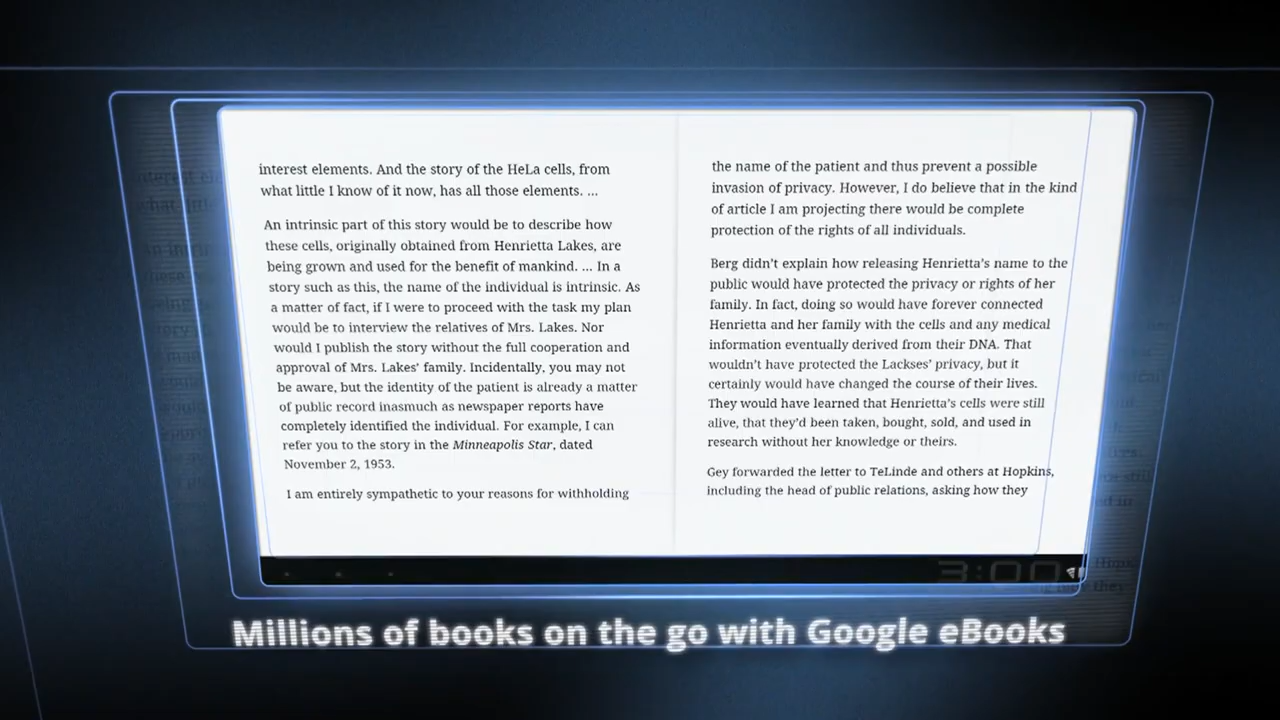 interest elements. And the story of the HeLa cells, from
what little I know of it now, has all those elements. ...
An intrinsic part of this story would be to describe how
these cells, originally obtained from Henrietta Lakes, are
being grown and used for the benefit of mankind. ... In a
story such as this, the name of the individual is intrinsic. As
a matter of fact, if I were to proceed with the task my plan
would be to interview the relatives of Mrs. Lakes. Nor
would I publish the story without the full cooperation and
approval of Mrs. Lakes' family. Incidentally, you may not
be aware, but the identity of the patient is already a matter
of public record inasmuch as newspaper reports have
completely identified the individual. For example, I can
refer you to the story in the Minneapolis Star, dated
November 2, 1953.
I am entirely sympathetic to your reasons for withholding
the name of the patient and thus prevent a possible
invasion of privacy. However, I do believe that in the kind
of article I am projecting there would be complete
protection of the rights of all individuals.
Berg didn't explain how releasing Henrietta's name to the
public would have protected the privacy or rights of her
family. In fact, doing so would have forever connected
Henrietta and her family with the cells and any medical
information eventually derived from their DNA. That
wouldn't have protected the Lackses' privacy, but it
certainly would have changed the course of their lives.
They would have learned that Henrietta's cells were still
alive, that they'd been taken, bought, sold, and used in
research without her knowledge or theirs.
Gey forwarded the letter to TeLinde and others at Hopkins,
including the head of public relations, asking how they
3:00
Millions of books on the go with Google eBooks